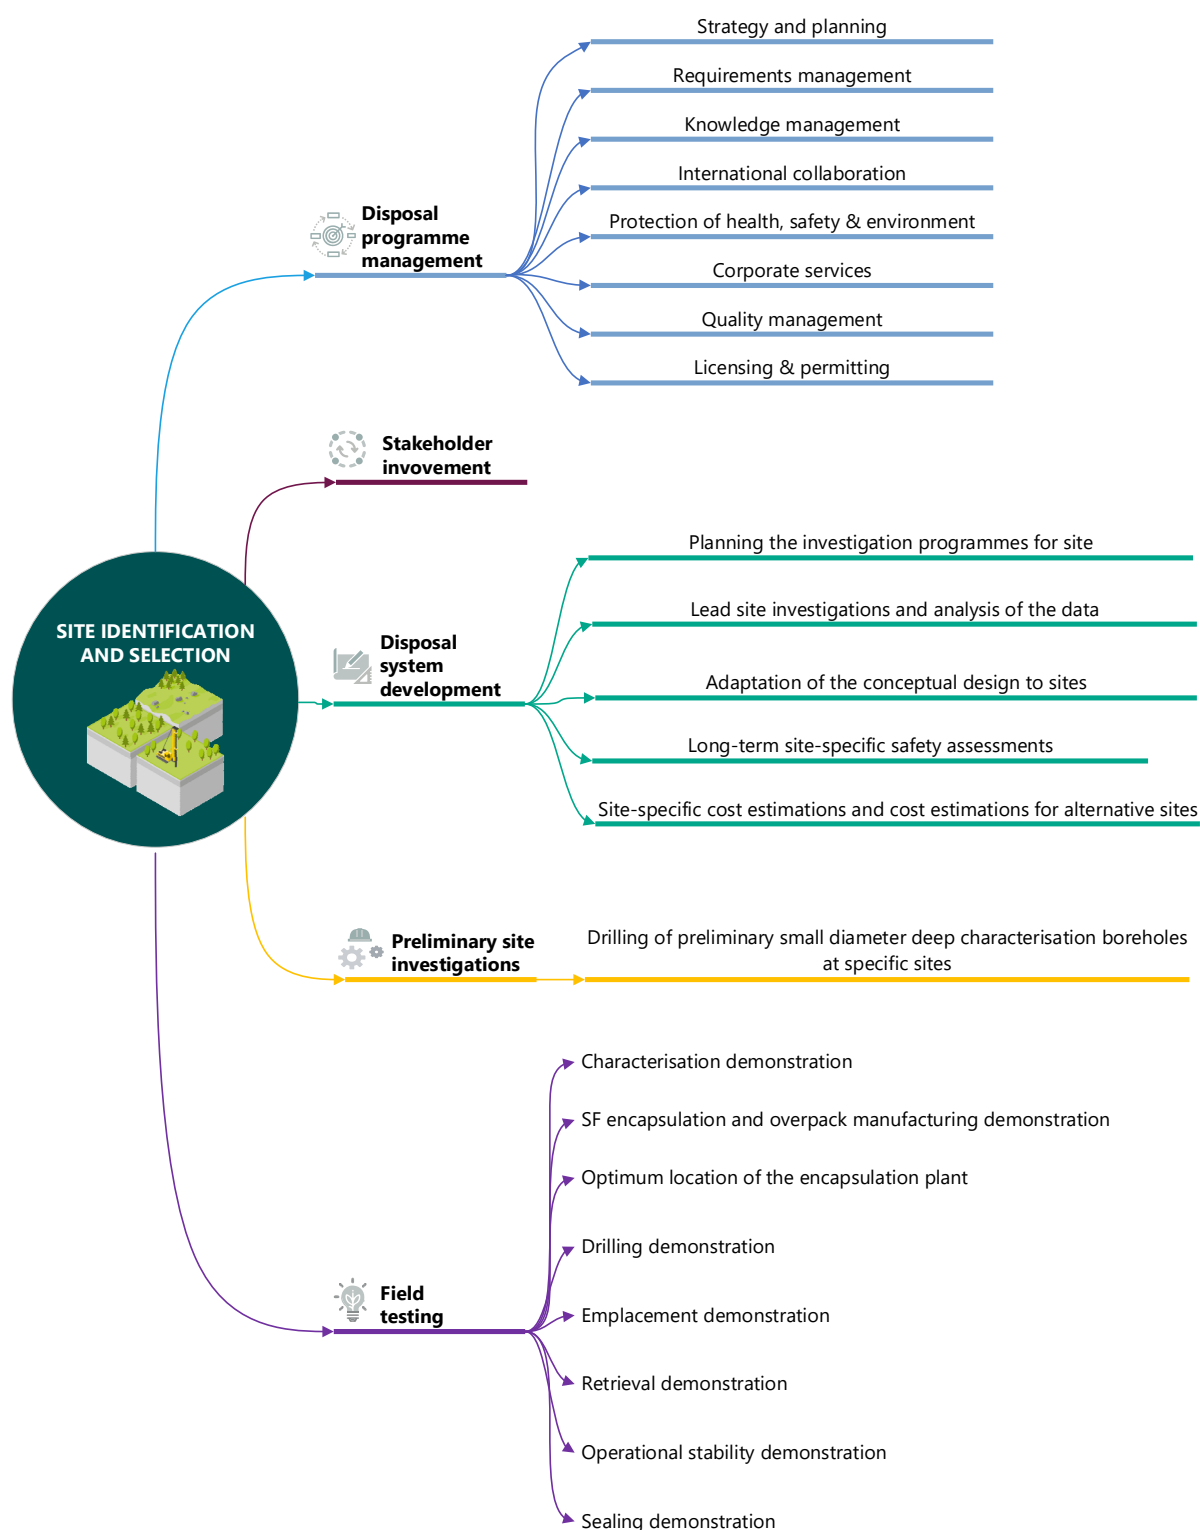 Strategy and planning
Requirements management
Knowledge management
International collaboration
Disposal
programme
management
Protection of health, safety & environment
Corporate services
Quality management
Licensing & permitting
Stakeholder
invovement
SITE IDENTIFICATION
AND SELECTION
Disposal
system
development
Planning the investigation programmes for site
Lead site investigations and analysis of the data
Adaptation of the conceptual design to sites
Long-term site-specific safety assessments
Site-specific cost estimations and cost estimations for alternative sites
Preliminary site
investigations
Drilling of preliminary small diameter deep characterisation boreholes
at specific sites
Field
testing
Characterisation demonstration
SF encapsulation and overpack manufacturing demonstration
Optimum location of the encapsulation plant
Drilling demonstration
Emplacement demonstration
Retrieval demonstration
Operational stability demonstration
Sealing demonstration